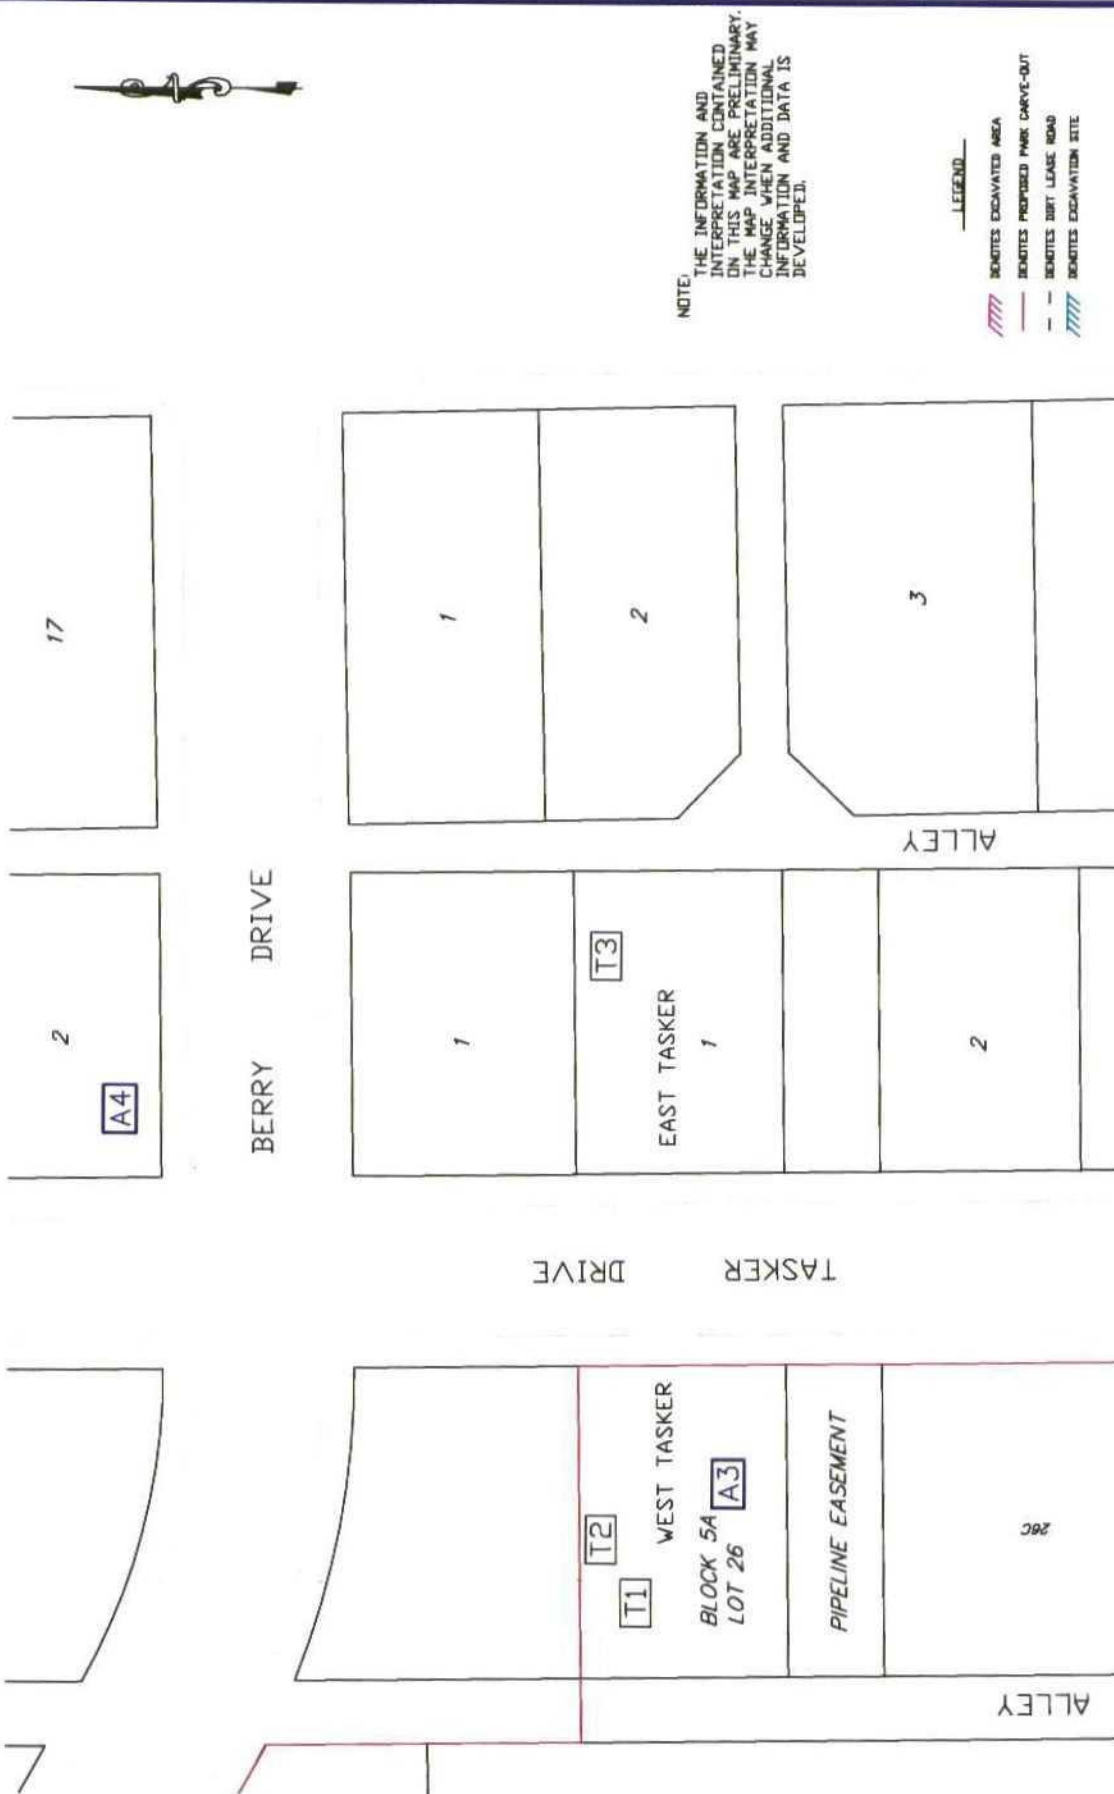 NOTE:
THE INFORMATION AND
INTERPRETATION CONTAINED
ON THIS MAP ARE PRELIMINARY.
THE MAP INTERPRETATION MAY
CHANGE WHEN ADDITIONAL
INFORMATION AND DATA IS
DEVELOPED.
LEGEND
DENOTES EXCAVATED AREA
DENOTES PROPOSED PARK CARVE-OUT
DENOTES DIRT LEASE ROAD
DENOTES EXCAVATION SITE
17
1
2
3
ALLEY
2
A4
BERRY DRIVE
1
T3
EAST TASKER
1
2
TASKER DRIVE
T2
T1
WEST TASKER
BLOCK 5A
LOT 26
A3
PIPELINE EASEMENT
26C
ALLEY